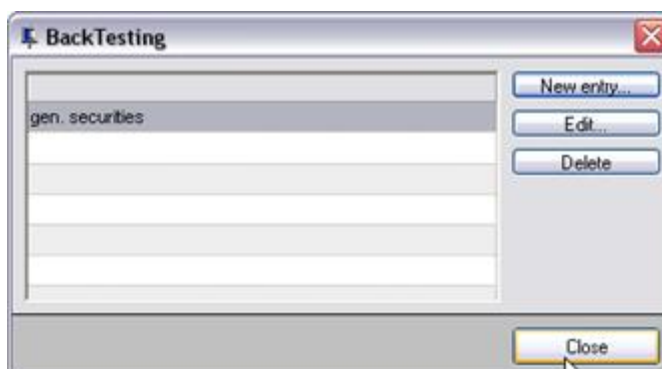 BackTesting
New entry...
gen. securities
Edit...
Delete
Close